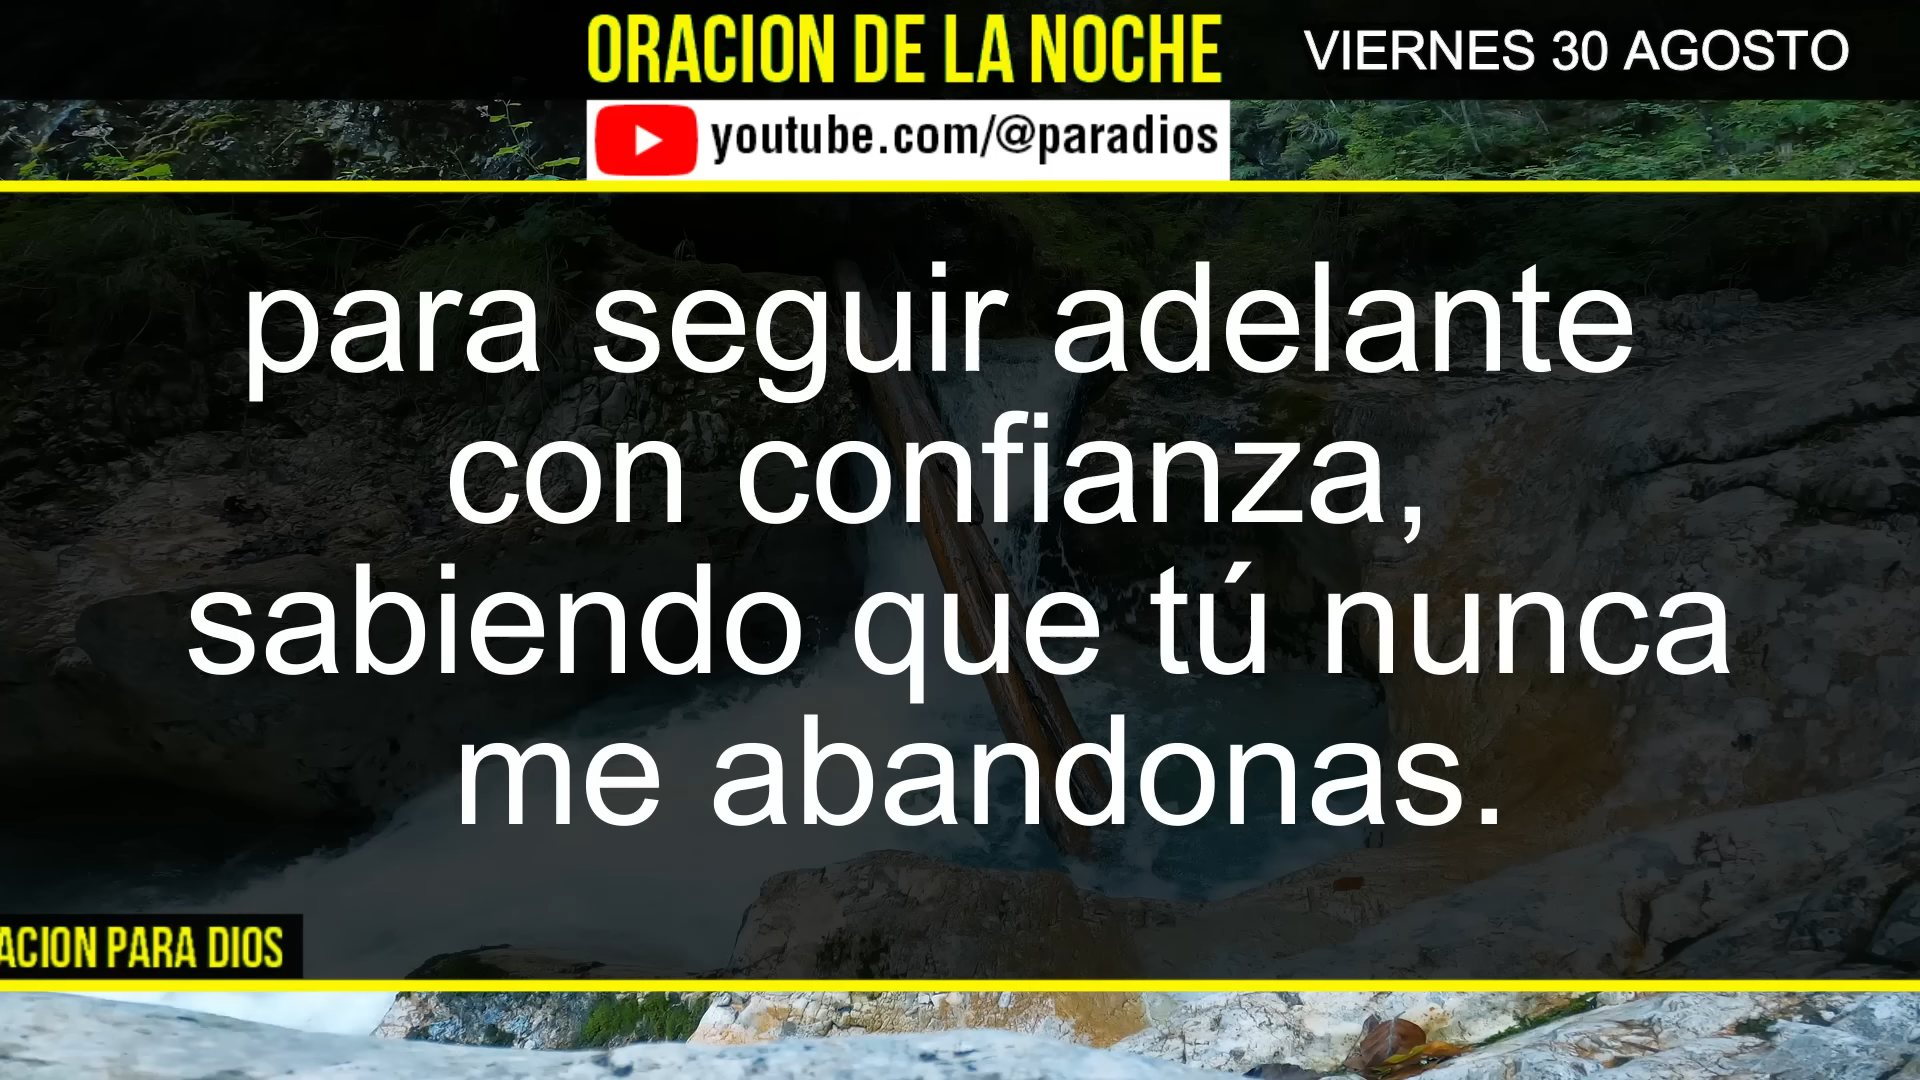 ORACION DE LA NOCHE
VIERNES 30 AGOSTO
youtube.com/@paradios
para seguir adelante
con confianza,
sabiendo que tú nunca
me abandonas.
ACION PARA DIOS